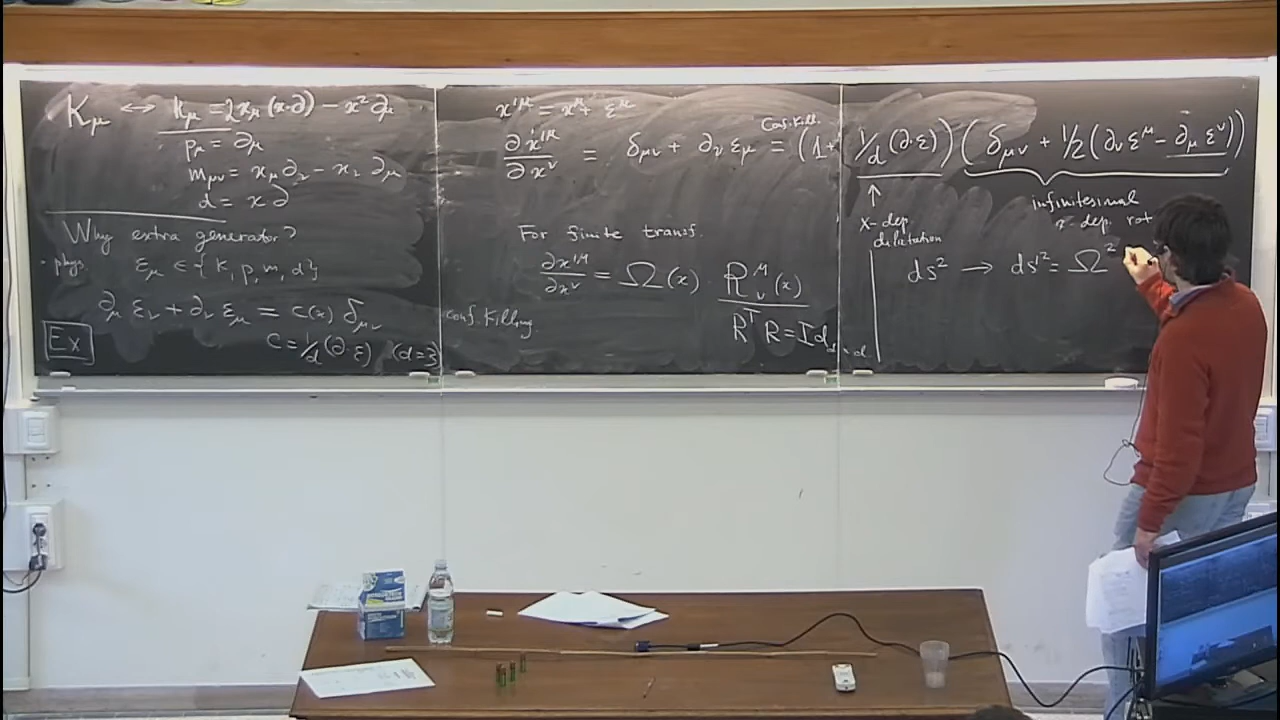 K_μ ↔ k_μ = 2x_μ (x·∂) − x² ∂_μ
p_μ = ∂_μ
m_μν = x_μ ∂_ν − x_ν ∂_μ
d = x ∂
Why extra generator?
· phys. ε_μ ∈ { k, p, m, d }
∂_μ ε_ν + ∂_ν ε_μ = c(x) δ_μν
conf. Killing.
Ex
c = 1/d (∂·ε) (d=3)
x'^μ = x^μ + ε^μ
∂x'^μ / ∂x^ν = δ_μν + ∂_ν ε_μ = (1 + 1/d (∂·ε)) (δ_μν + 1/2 (∂_ν ε^μ − ∂_μ ε^ν))
Conf. Kill.
For finite transf.
∂x'^μ / ∂x^ν = Ω(x) R^μ_ν (x)
R^T R = Id_{d×d}
↑
x-dep
dilatation
infinitesimal
x-dep. rot
ds² → ds'² = Ω²